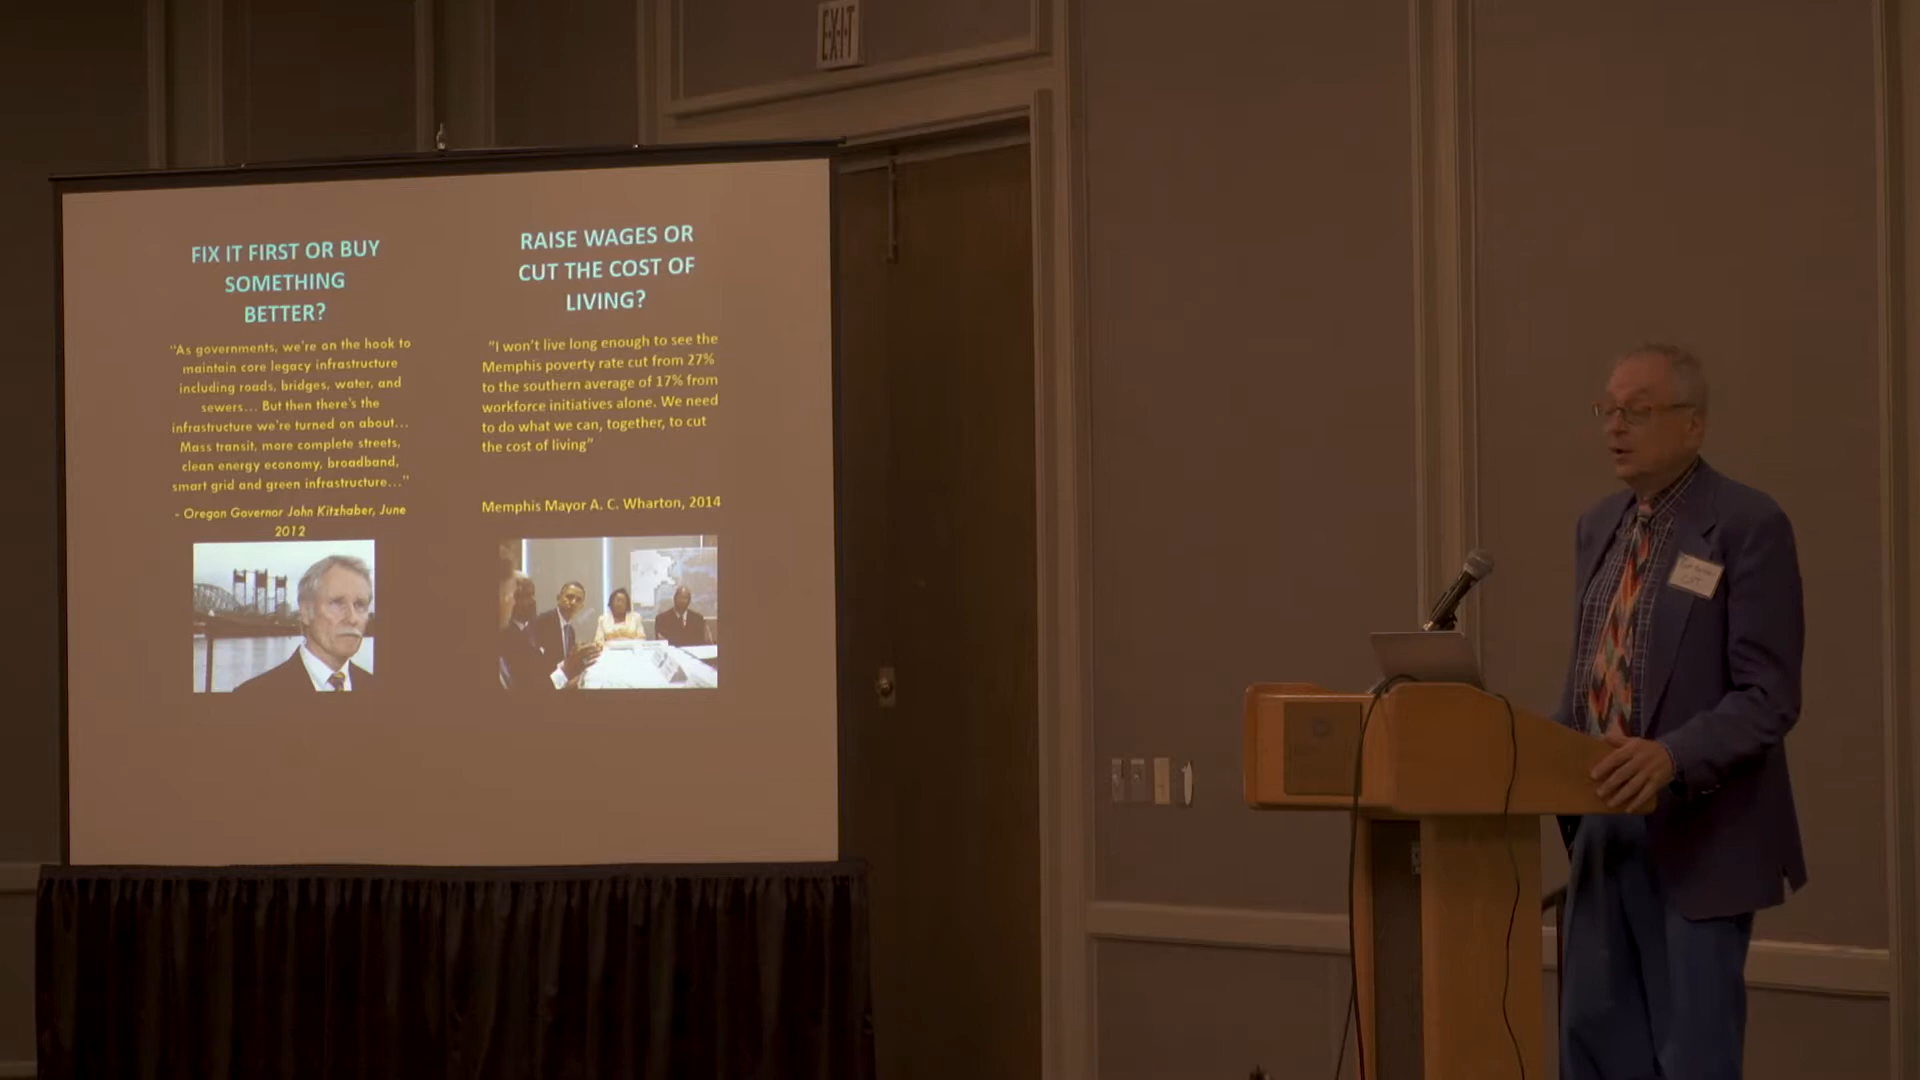 EXIT
FIX IT FIRST OR BUY
SOMETHING
BETTER?
"As governments, we're on the hook to
maintain core legacy infrastructure
including roads, bridges, water, and
sewers... But then there's the
infrastructure we're turned on about...
Mass transit, more complete streets,
clean energy economy, broadband,
smart grid and green infrastructure..."
- Oregon Governor John Kitzhaber, June
2012
RAISE WAGES OR
CUT THE COST OF
LIVING?
"I won't live long enough to see the
Memphis poverty rate cut from 27%
to the southern average of 17% from
workforce initiatives alone. We need
to do what we can, together, to cut
the cost of living"
Memphis Mayor A. C. Wharton, 2014